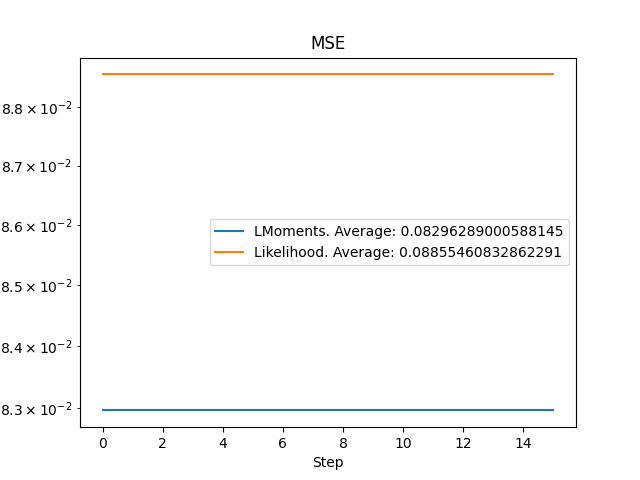 MSE
8.8 × 10⁻²
8.7 × 10⁻²
8.6 × 10⁻²
8.5 × 10⁻²
8.4 × 10⁻²
8.3 × 10⁻²
LMoments. Average: 0.08296289000588145
Likelihood. Average: 0.08855460832862291
0 2 4 6 8 10 12 14
Step